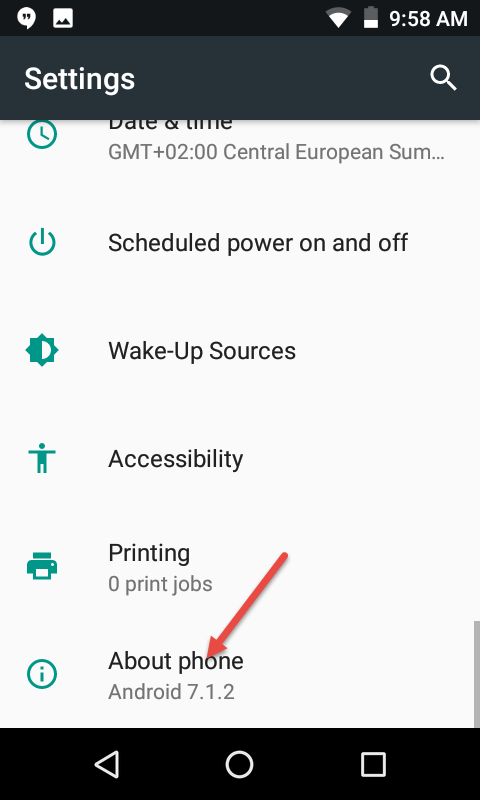 9:58 AM
Settings
Date & time
GMT+02:00 Central European Sum...
Scheduled power on and off
Wake-Up Sources
Accessibility
Printing
0 print jobs
About phone
Android 7.1.2